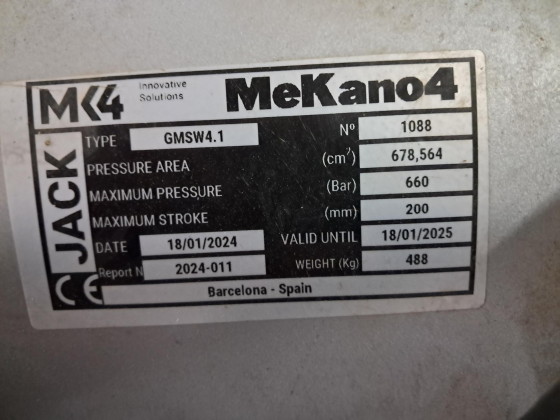 MK4 Innovative Solutions MeKano4
JACK
TYPE GMSW4.1 Nº 1088
PRESSURE AREA (cm²) 678,564
MAXIMUM PRESSURE (Bar) 660
MAXIMUM STROKE (mm) 200
DATE 18/01/2024 VALID UNTIL 18/01/2025
Report N 2024-011 WEIGHT (Kg) 488
CE Barcelona - Spain